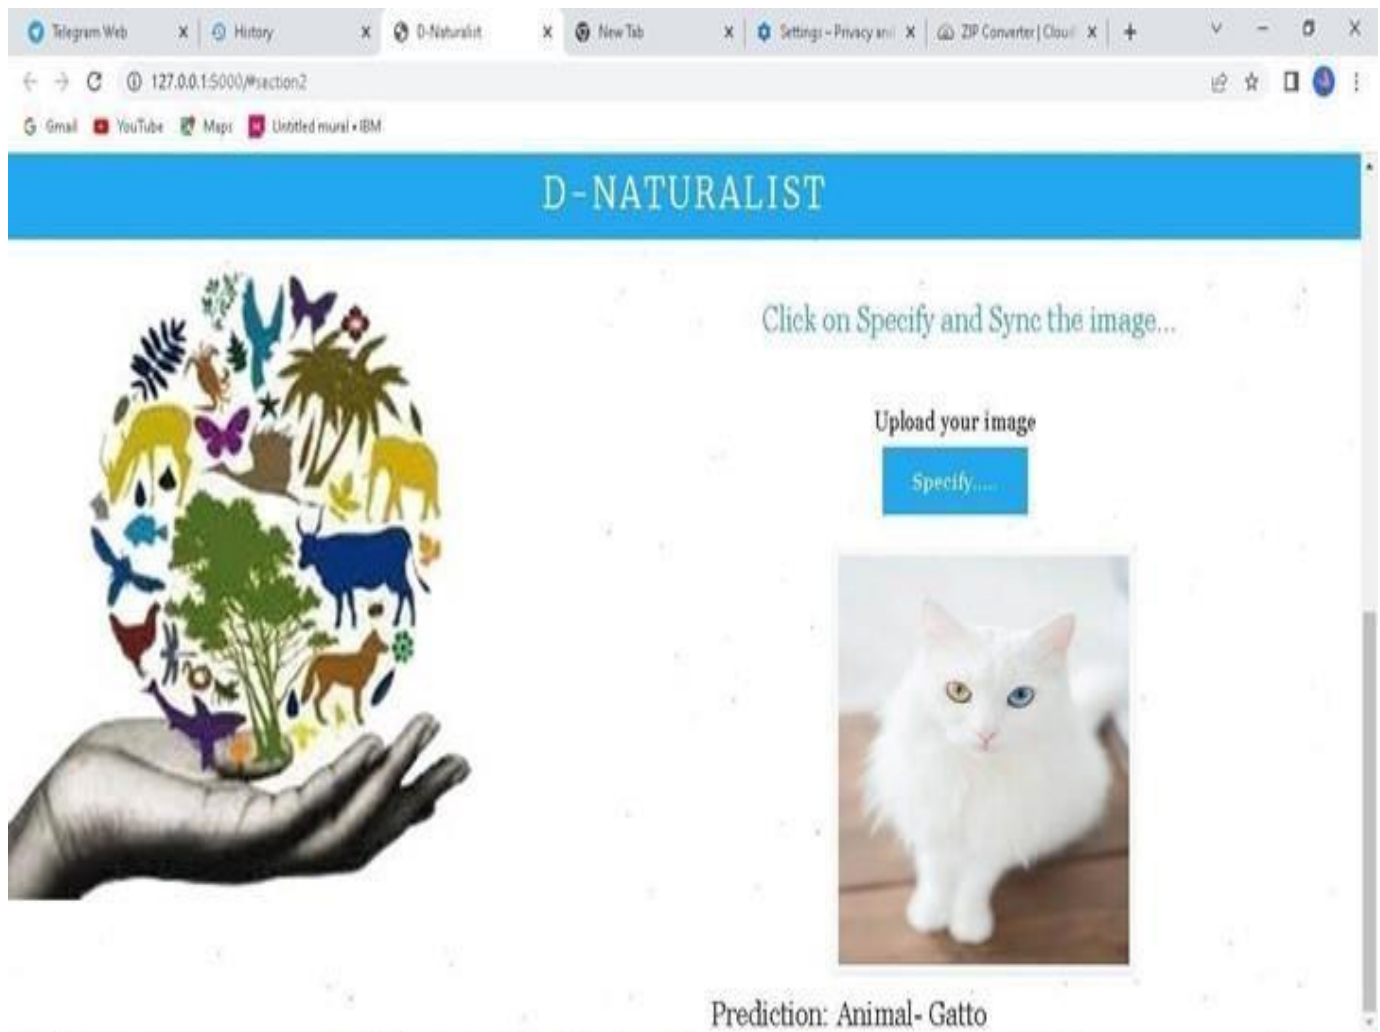 Telegram Web
History
D-Naturalist
New Tab
Settings – Privacy and
ZIP Converter | Cloud
127.0.0.1:5000/#section2
Gmail
YouTube
Maps
Untitled mural • IBM
D-NATURALIST
Click on Specify and Sync the image...
Upload your image
Specify.....
Prediction: Animal- Gatto